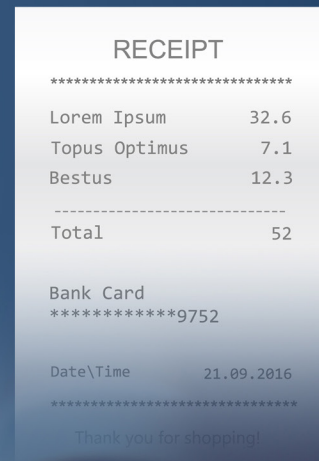 RECEIPT
*******************************
Lorem Ipsum 32.6
Topus Optimus 7.1
Bestus 12.3
------------------------------
Total 52
Bank Card
************9752
Date\Time 21.09.2016
*******************************
Thank you for shopping!